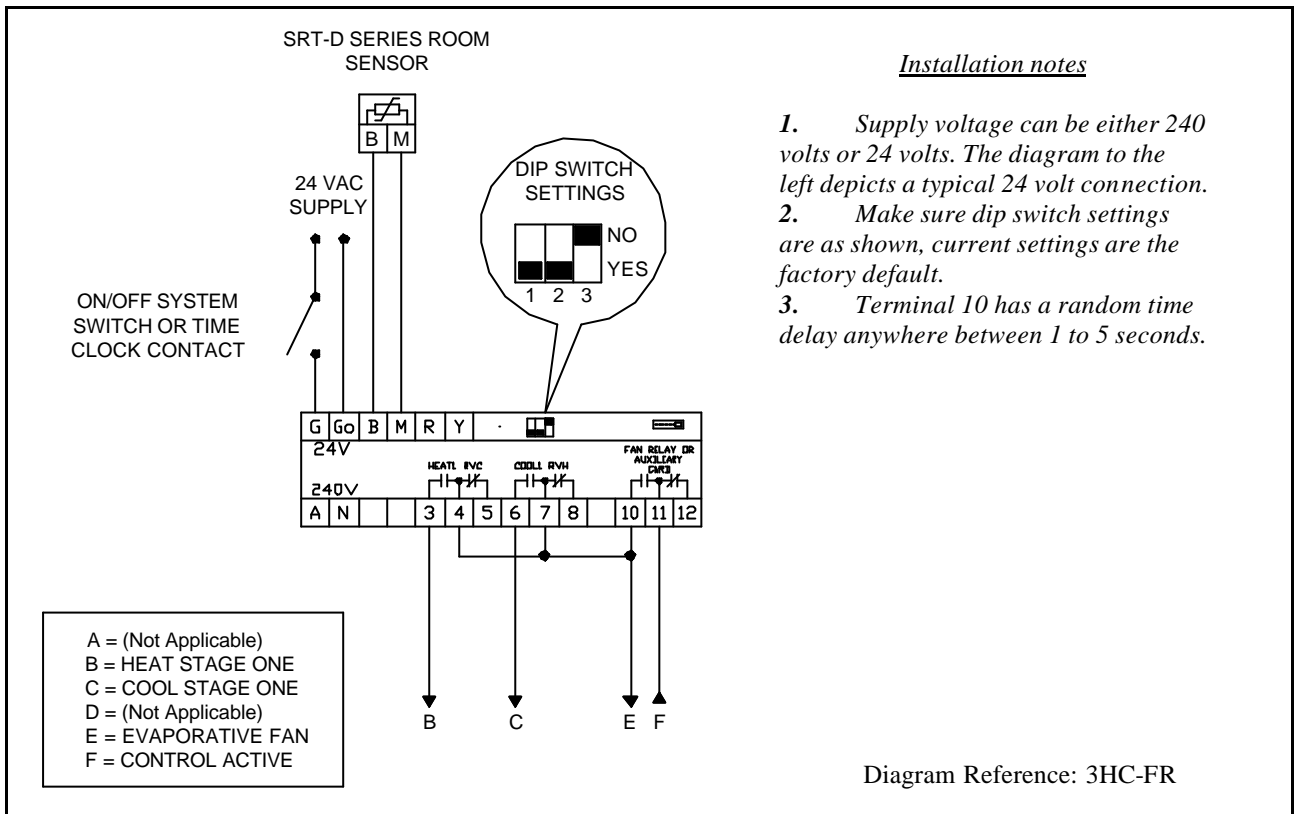 SRT-D SERIES ROOM
SENSOR
B M
24 VAC
SUPPLY
DIP SWITCH
SETTINGS
NO
YES
1 2 3
ON/OFF SYSTEM
SWITCH OR TIME
CLOCK CONTACT
G Go B M R Y
24V
HEAT1 RVC
COOL1 RVH
FAN RELAY OR
AUXILIARY
CARD
240V
A N 3 4 5 6 7 8 10 11 12
A = (Not Applicable)
B = HEAT STAGE ONE
C = COOL STAGE ONE
D = (Not Applicable)
E = EVAPORATIVE FAN
F = CONTROL ACTIVE
B C E F
Installation notes
1. Supply voltage can be either 240
volts or 24 volts. The diagram to the
left depicts a typical 24 volt connection.
2. Make sure dip switch settings
are as shown, current settings are the
factory default.
3. Terminal 10 has a random time
delay anywhere between 1 to 5 seconds.
Diagram Reference: 3HC-FR